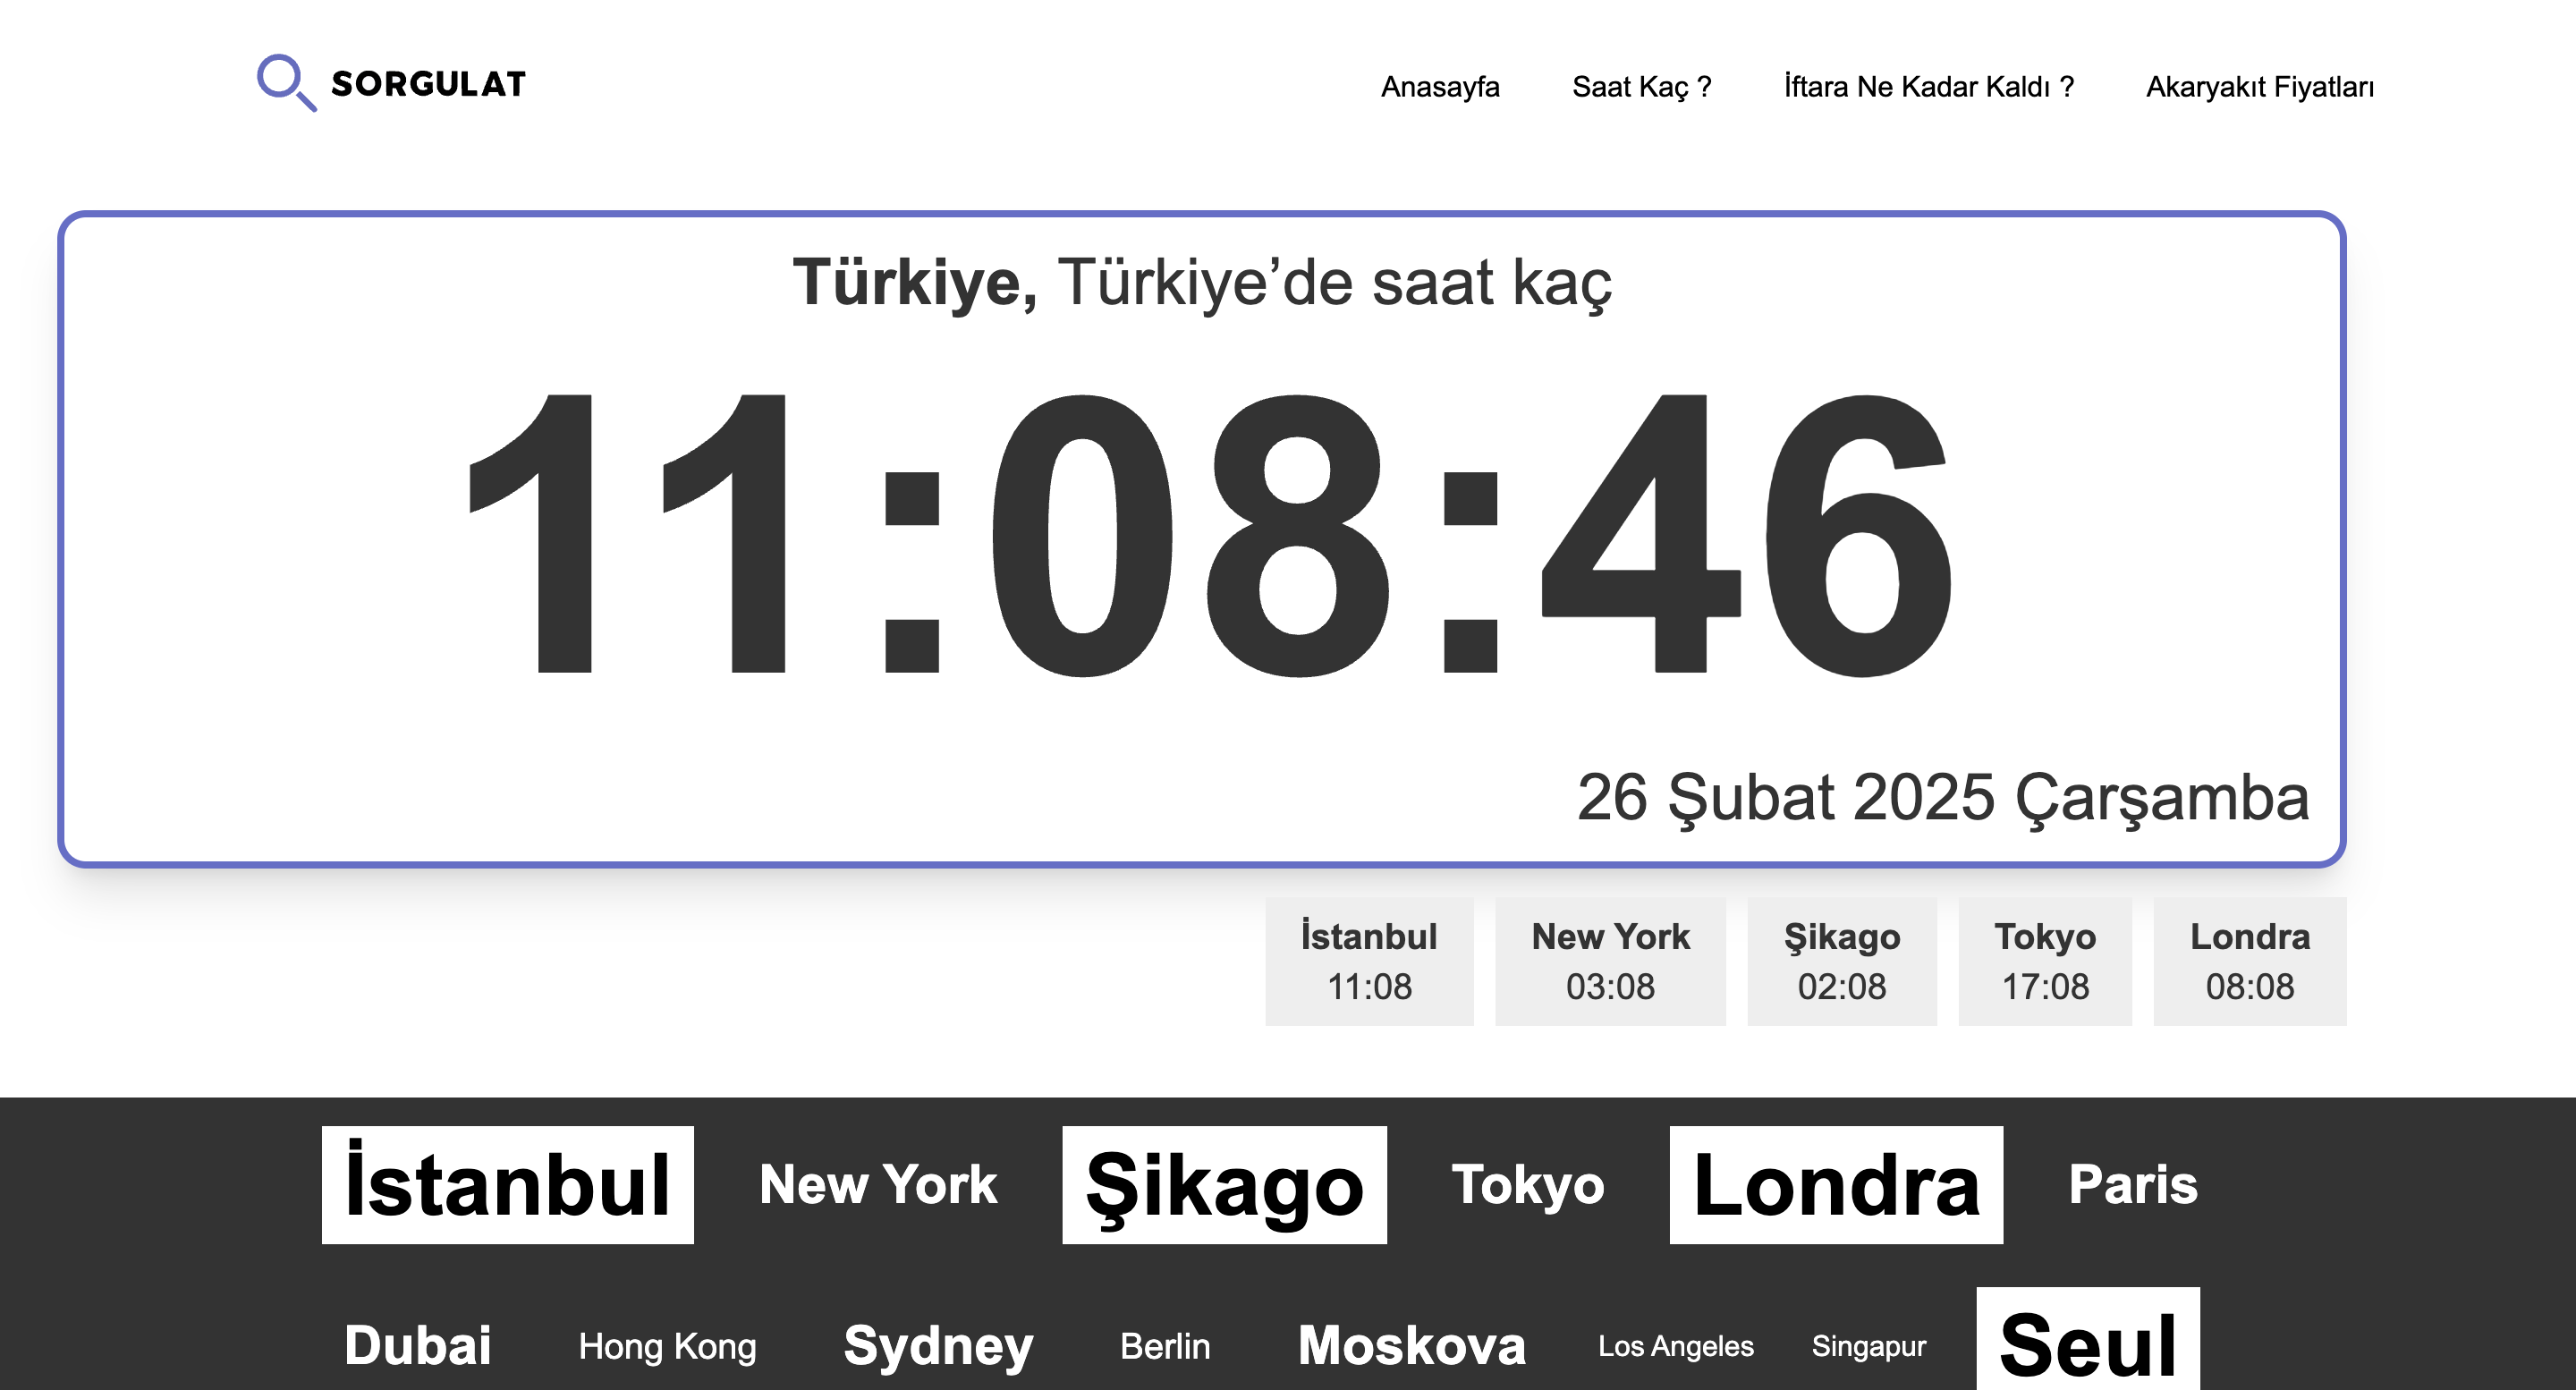 SORGULAT
Anasayfa Saat Kaç ? İftara Ne Kadar Kaldı ? Akaryakıt Fiyatları
Türkiye, Türkiye’de saat kaç
11:08:46
26 Şubat 2025 Çarşamba
İstanbul New York Şikago Tokyo Londra
11:08 03:08 02:08 17:08 08:08
İstanbul New York Şikago Tokyo Londra Paris
Dubai Hong Kong Sydney Berlin Moskova Los Angeles Singapur Seul